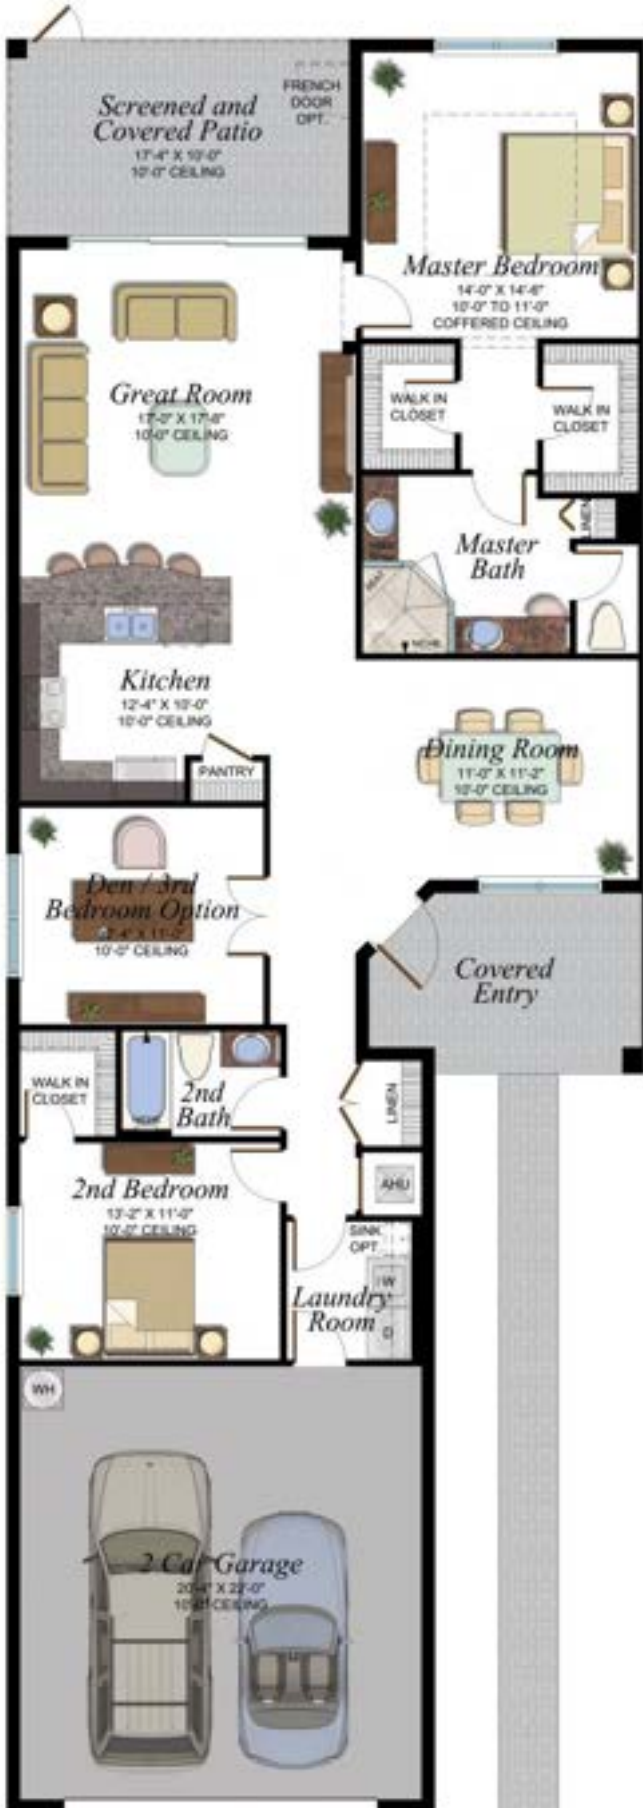 Screened and
Covered Patio
17'-4" X 10'-0"
10'-0" CEILING
FRENCH
DOOR
OPT.
Master Bedroom
14'-0" X 14'-6"
10'-0" TO 11'-0"
COFFERED CEILING
Great Room
17'-0" X 17'-8"
10'-0" CEILING
WALK IN
CLOSET
WALK IN
CLOSET
LINEN
Master
Bath
SEAT
NICHE
Kitchen
12'-4" X 10'-0"
10'-0" CEILING
PANTRY
Dining Room
11'-0" X 11'-2"
10'-0" CEILING
Den / 3rd
Bedroom Option
10'-0" CEILING
Covered
Entry
WALK IN
CLOSET
2nd
Bath
LINEN
2nd Bedroom
13'-2" X 11'-0"
10'-0" CEILING
AHU
SINK
OPT.
W
Laundry
Room
D
WH
2 Car Garage
20'-4" X 22'-0"
10'-0" CEILING